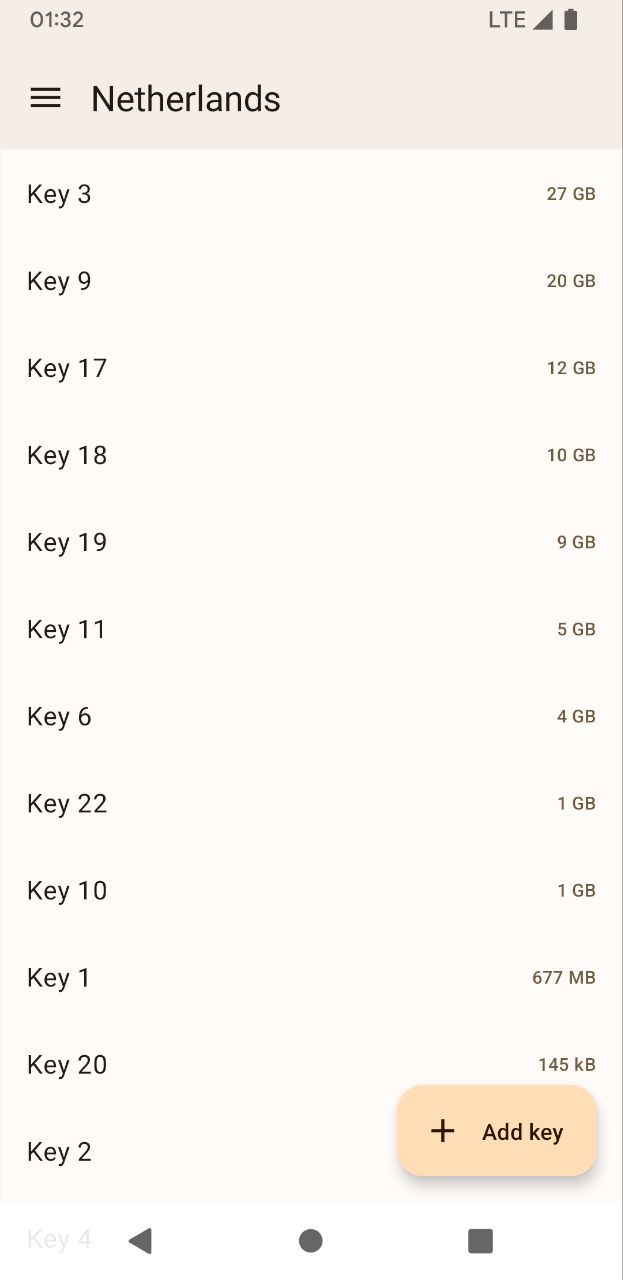 01:32 LTE
Netherlands
Key 3 27 GB
Key 9 20 GB
Key 17 12 GB
Key 18 10 GB
Key 19 9 GB
Key 11 5 GB
Key 6 4 GB
Key 22 1 GB
Key 10 1 GB
Key 1 677 MB
Key 20 145 kB
Key 2
Add key
Key 4